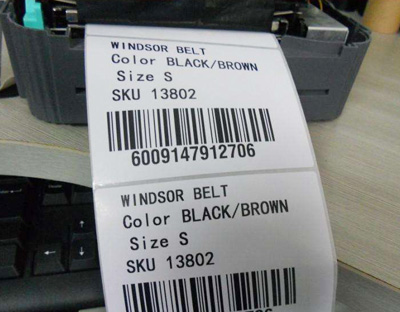 WINDSOR BELT
Color BLACK/BROWN
Size S
SKU 13802
6009147912706
WINDSOR BELT
Color BLACK/BROWN
Size S
SKU 13802